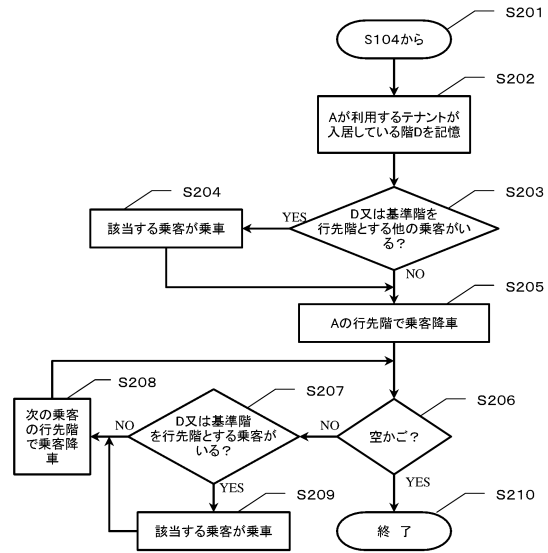 S201
S104から
S202
Aが利用するテナントが
入居している階Dを記憶
S204
S203
該当する乗客が乗車
YES
D又は基準階を
行先階とする他の乗客がい
る?
NO
S205
Aの行先階で乗客降車
S208
S207
S206
次の乗客
の行先階
で乗客降
車
NO
D又は基準階
を行先階とする乗客が
いる?
NO
空かご?
YES
YES
S209
S210
該当する乗客が乗車
終 了